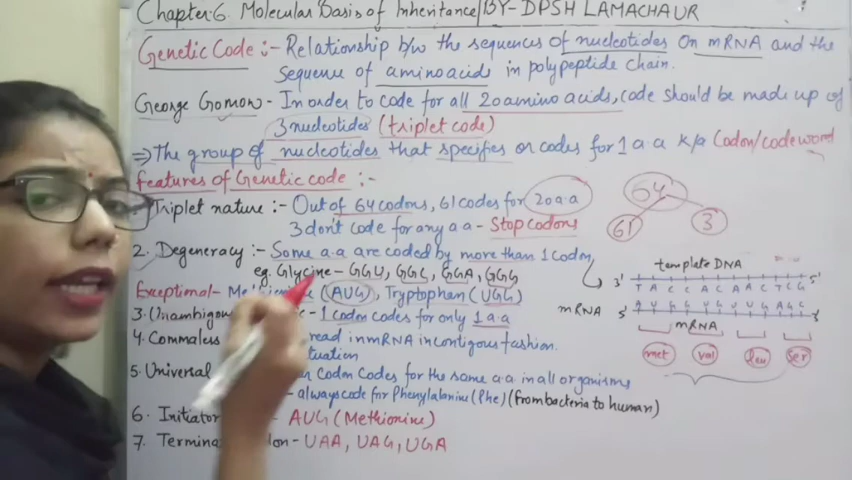 Chapter:6. Molecular Basis of Inheritance/BY-DPSH LAMACHAUR
Genetic Code :- Relationship b/w the sequences of nucleotides on mRNA and the
sequence of aminoacids in polypeptide chain.
George Gamow - In order to code for all 20 amino acids, code should be made up of
3 nucleotides (triplet code)
⇒ The group of nucleotides that specifies or codes for 1 a.a k/a Codon/codeword
features of Genetic code :-
Triplet nature :- Out of 64 codons, 61 codes for 20 a.a
3 don't code for any a a - Stop codons
64
61 3
2. Degeneracy :- Some a.a are coded by more than 1 Codon,
eg. Glycine - GGU, GGC, GGA, GGG
Exceptional - (AUG), Tryptophan (UGG)
3. - 1 codon codes for only 1 a.a
4. Commaless read in mRNA in contigous fashion.
5. Universal Codon Codes for the same a.a in all organisms
- always code for Phenylalanine (Phe) (from bacteria to human)
6. Initiator AUG (Methionine)
7. - UAA, UAG, UGA
template DNA
3' 5'
T A C C A C A A C T C G
mRNA 5' A U G G U G U U G A G C 3'
mRNA
met val leu ser